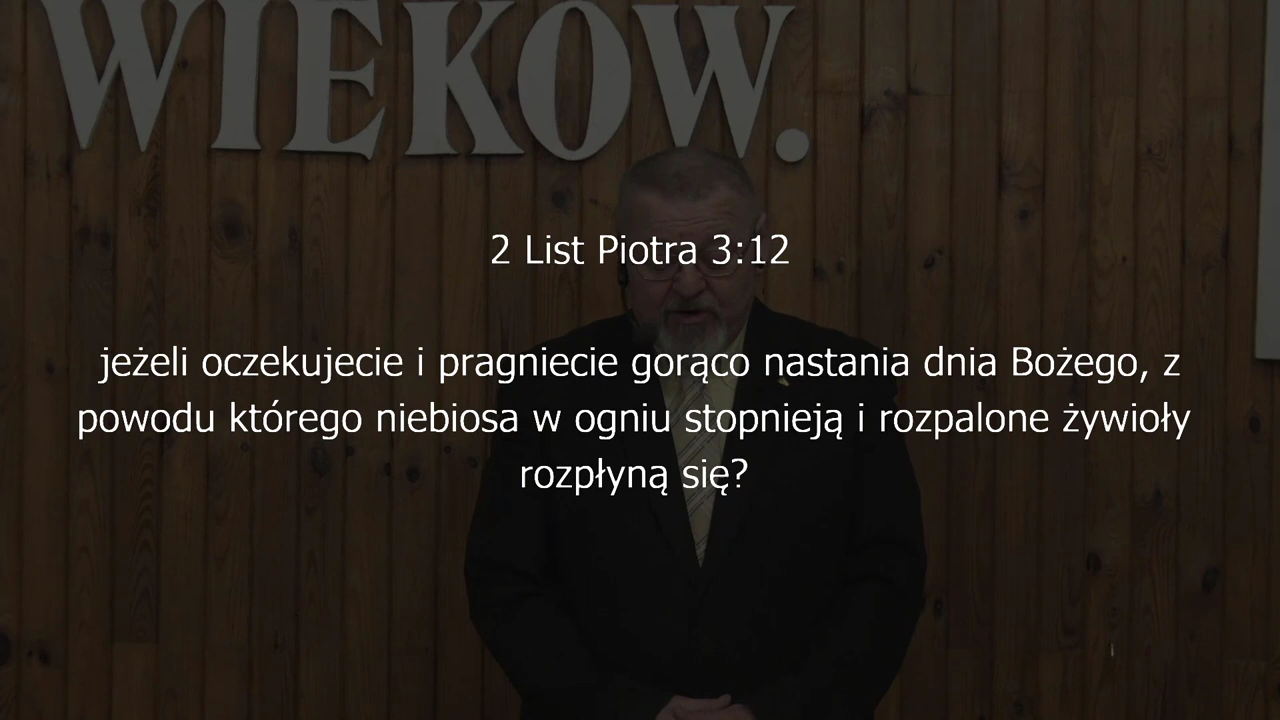 WIEKÓW.
2 List Piotra 3:12
jeżeli oczekujecie i pragniecie gorąco nastania dnia Bożego, z
powodu którego niebiosa w ogniu stopnieją i rozpalone żywioły
rozpłyną się?